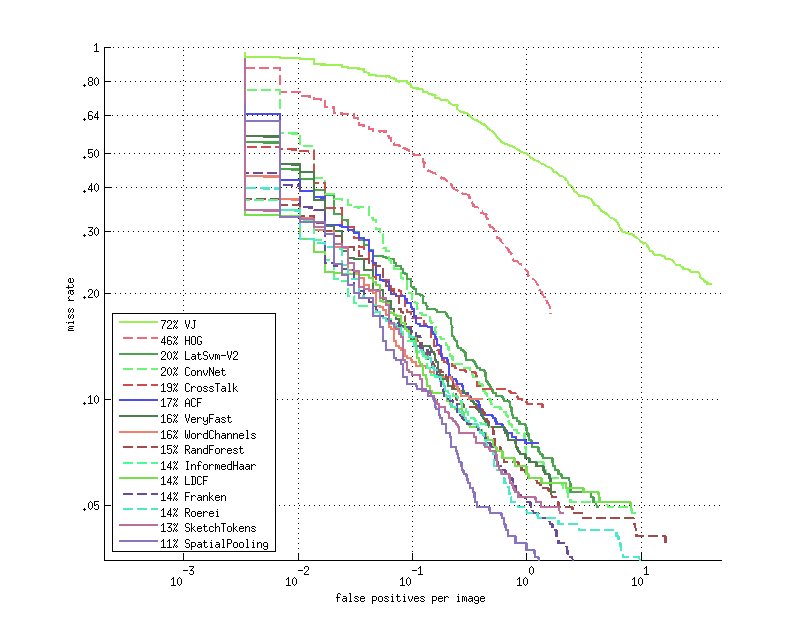 1
.80
.64
.50
.40
.30
.20
.10
.05
miss rate
72% VJ
46% HOG
20% LatSvm-V2
20% ConvNet
19% CrossTalk
17% ACF
16% VeryFast
16% WordChannels
15% RandForest
14% InformedHaar
14% LDCF
14% Franken
14% Roerei
13% SketchTokens
11% SpatialPooling
10^-3 10^-2 10^-1 10^0 10^1
false positives per image